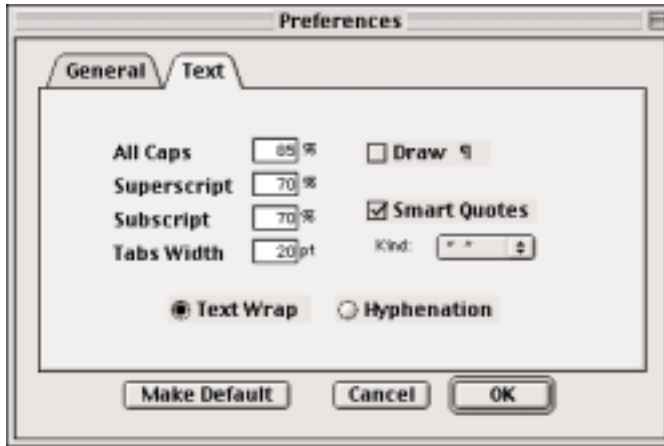 Preferences
General Text
All Caps 85 % Draw ¶
Superscript 70 %
Subscript 70 % Smart Quotes
Tabs Width 20 pt Kind: " "
Text Wrap Hyphenation
Make Default Cancel OK